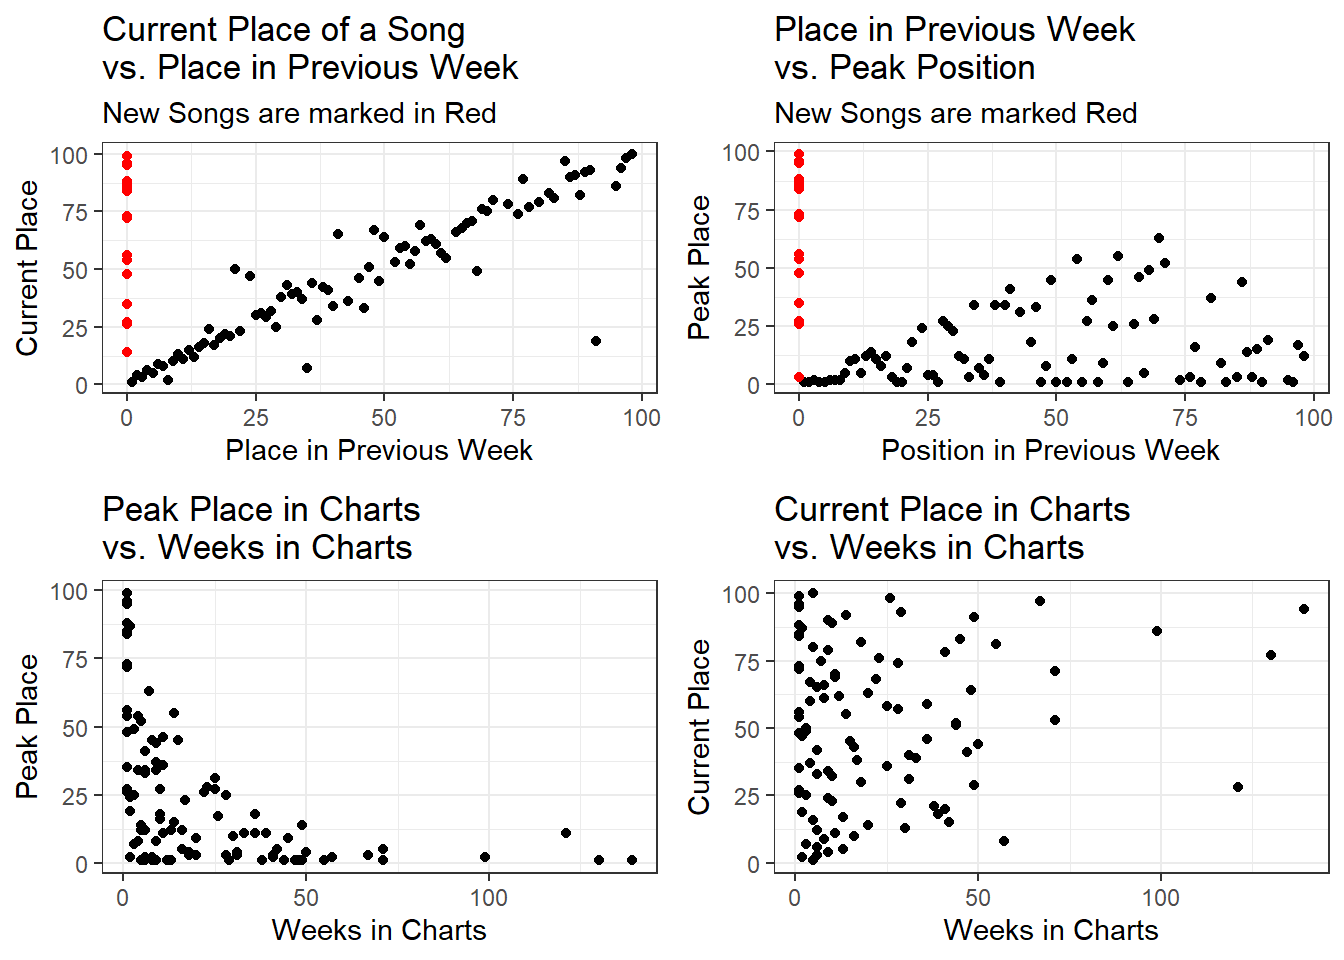 Current Place of a Song
vs. Place in Previous Week
New Songs are marked in Red
100
75
50
25
0
Current Place
0 25 50 75 100
Place in Previous Week
Place in Previous Week
vs. Peak Position
New Songs are marked Red
100
75
50
25
0
Peak Place
0 25 50 75 100
Position in Previous Week
Peak Place in Charts
vs. Weeks in Charts
100
75
50
25
0
Peak Place
0 50 100
Weeks in Charts
Current Place in Charts
vs. Weeks in Charts
100
75
50
25
0
Current Place
0 50 100
Weeks in Charts